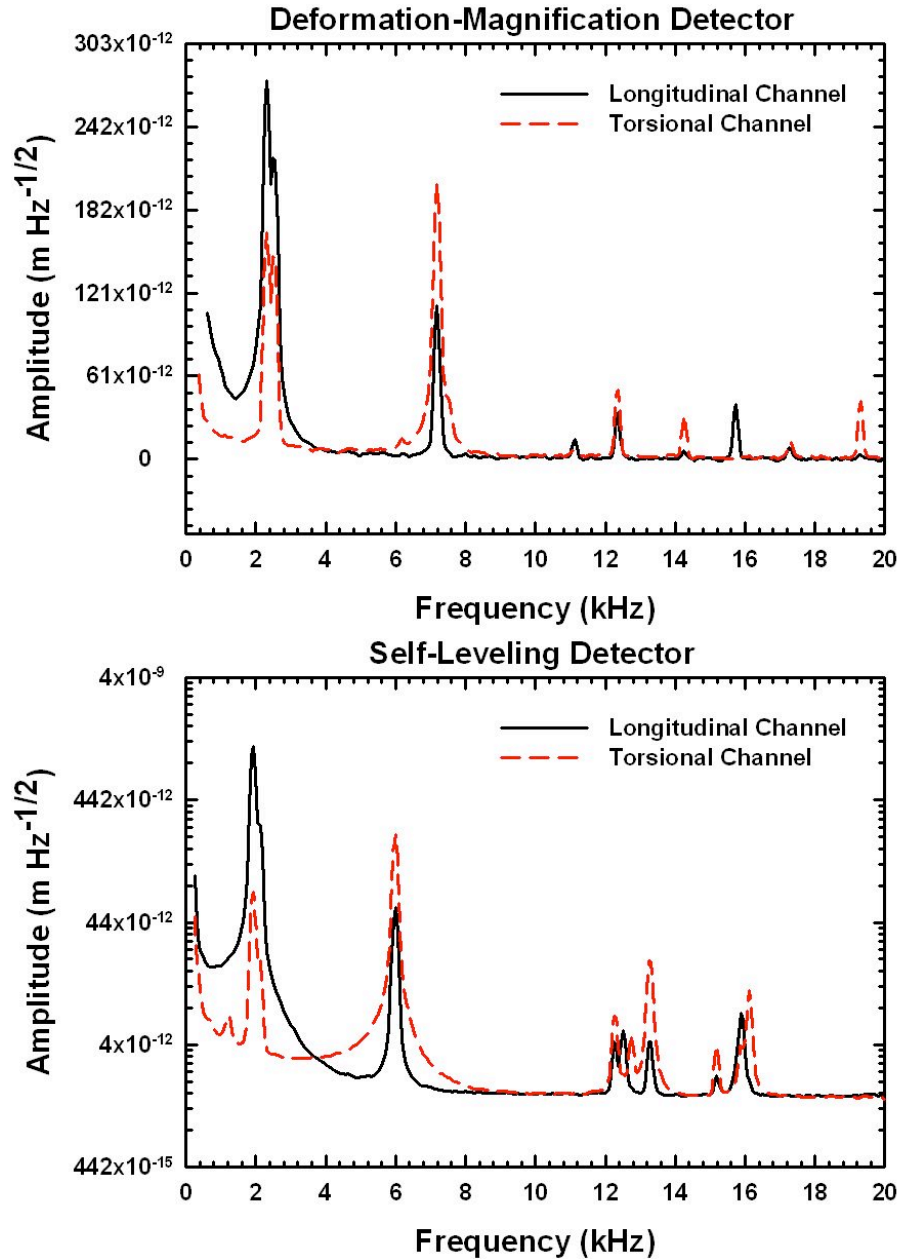 Deformation-Magnification Detector
303x10-12
242x10-12
182x10-12
121x10-12
61x10-12
0
Amplitude (m Hz-1/2)
Longitudinal Channel
Torsional Channel
0 2 4 6 8 10 12 14 16 18 20
Frequency (kHz)
Self-Leveling Detector
4x10-9
442x10-12
44x10-12
4x10-12
442x10-15
Amplitude (m Hz-1/2)
Longitudinal Channel
Torsional Channel
0 2 4 6 8 10 12 14 16 18 20
Frequency (kHz)